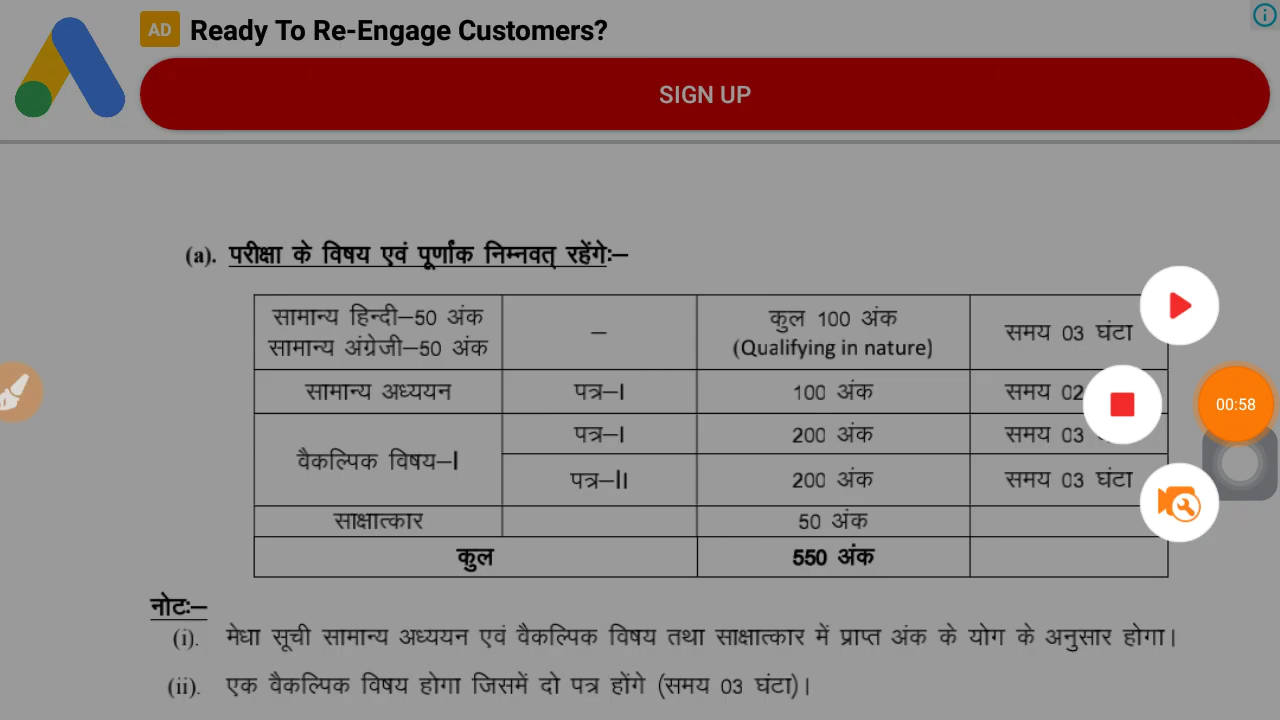 AD Ready To Re-Engage Customers?
SIGN UP
(a). परीक्षा के विषय एवं पूर्णांक निम्नवत् रहेंगेः–
सामान्य हिन्दी–50 अंक
सामान्य अंग्रेजी–50 अंक
–
कुल 100 अंक
(Qualifying in nature)
समय 03 घंटा
सामान्य अध्ययन
पत्र–I
100 अंक
समय 02
वैकल्पिक विषय–I
पत्र–I
200 अंक
समय 03
पत्र–II
200 अंक
समय 03 घंटा
साक्षात्कार
50 अंक
कुल
550 अंक
00:58
नोटः–
(i). मेधा सूची सामान्य अध्ययन एवं वैकल्पिक विषय तथा साक्षात्कार में प्राप्त अंक के योग के अनुसार होगा।
(ii). एक वैकल्पिक विषय होगा जिसमें दो पत्र होंगे (समय 03 घंटा)।